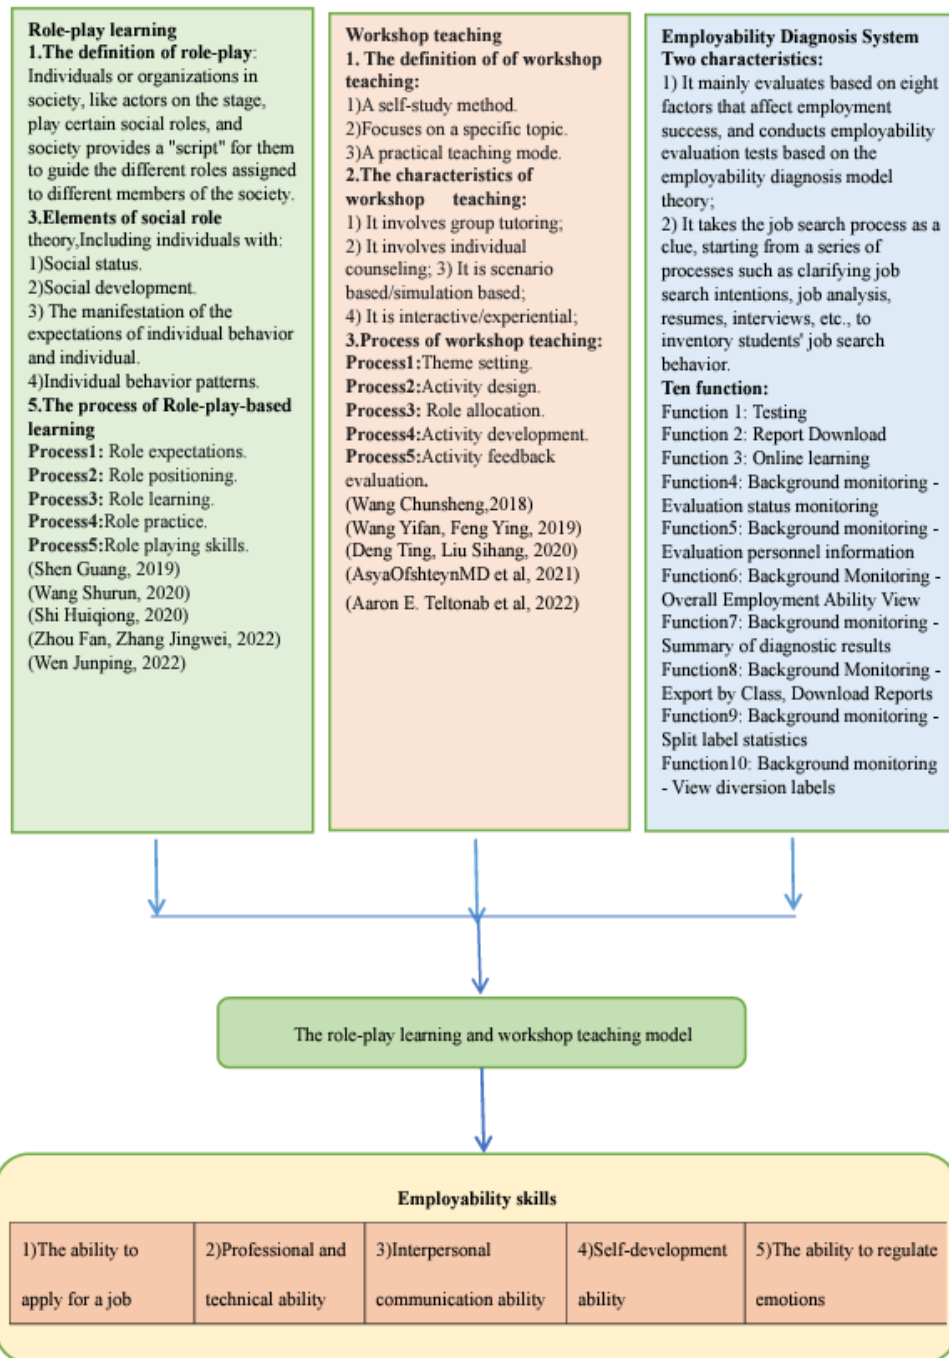 Role-play learning
1.The definition of role-play:
Individuals or organizations in
society, like actors on the stage,
play certain social roles, and
society provides a "script" for them
to guide the different roles assigned
to different members of the society.
3.Elements of social role
theory,Including individuals with:
1)Social status.
2)Social development.
3) The manifestation of the
expectations of individual behavior
and individual.
4)Individual behavior patterns.
5.The process of Role-play-based
learning
Process1: Role expectations.
Process2: Role positioning.
Process3: Role learning.
Process4:Role practice.
Process5:Role playing skills.
(Shen Guang, 2019)
(Wang Shurun, 2020)
(Shi Huiqiong, 2020)
(Zhou Fan, Zhang Jingwei, 2022)
(Wen Junping, 2022)
Workshop teaching
1. The definition of of workshop
teaching:
1)A self-study method.
2)Focuses on a specific topic.
3)A practical teaching mode.
2.The characteristics of
workshop teaching:
1) It involves group tutoring;
2) It involves individual
counseling; 3) It is scenario
based/simulation based;
4) It is interactive/experiential;
3.Process of workshop teaching:
Process1:Theme setting.
Process2:Activity design.
Process3: Role allocation.
Process4:Activity development.
Process5:Activity feedback
evaluation.
(Wang Chunsheng,2018)
(Wang Yifan, Feng Ying, 2019)
(Deng Ting, Liu Sihang, 2020)
(AsyaOfshteynMD et al, 2021)
(Aaron E. Teltonab et al, 2022)
Employability Diagnosis System
Two characteristics:
1) It mainly evaluates based on eight
factors that affect employment
success, and conducts employability
evaluation tests based on the
employability diagnosis model
theory;
2) It takes the job search process as a
clue, starting from a series of
processes such as clarifying job
search intentions, job analysis,
resumes, interviews, etc., to
inventory students' job search
behavior.
Ten function:
Function 1: Testing
Function 2: Report Download
Function 3: Online learning
Function4: Background monitoring -
Evaluation status monitoring
Function5: Background monitoring -
Evaluation personnel information
Function6: Background Monitoring -
Overall Employment Ability View
Function7: Background monitoring -
Summary of diagnostic results
Function8: Background Monitoring -
Export by Class, Download Reports
Function9: Background monitoring -
Split label statistics
Function10: Background monitoring
- View diversion labels
The role-play learning and workshop teaching model
Employability skills
1)The ability to
apply for a job
2)Professional and
technical ability
3)Interpersonal
communication ability
4)Self-development
ability
5)The ability to regulate
emotions